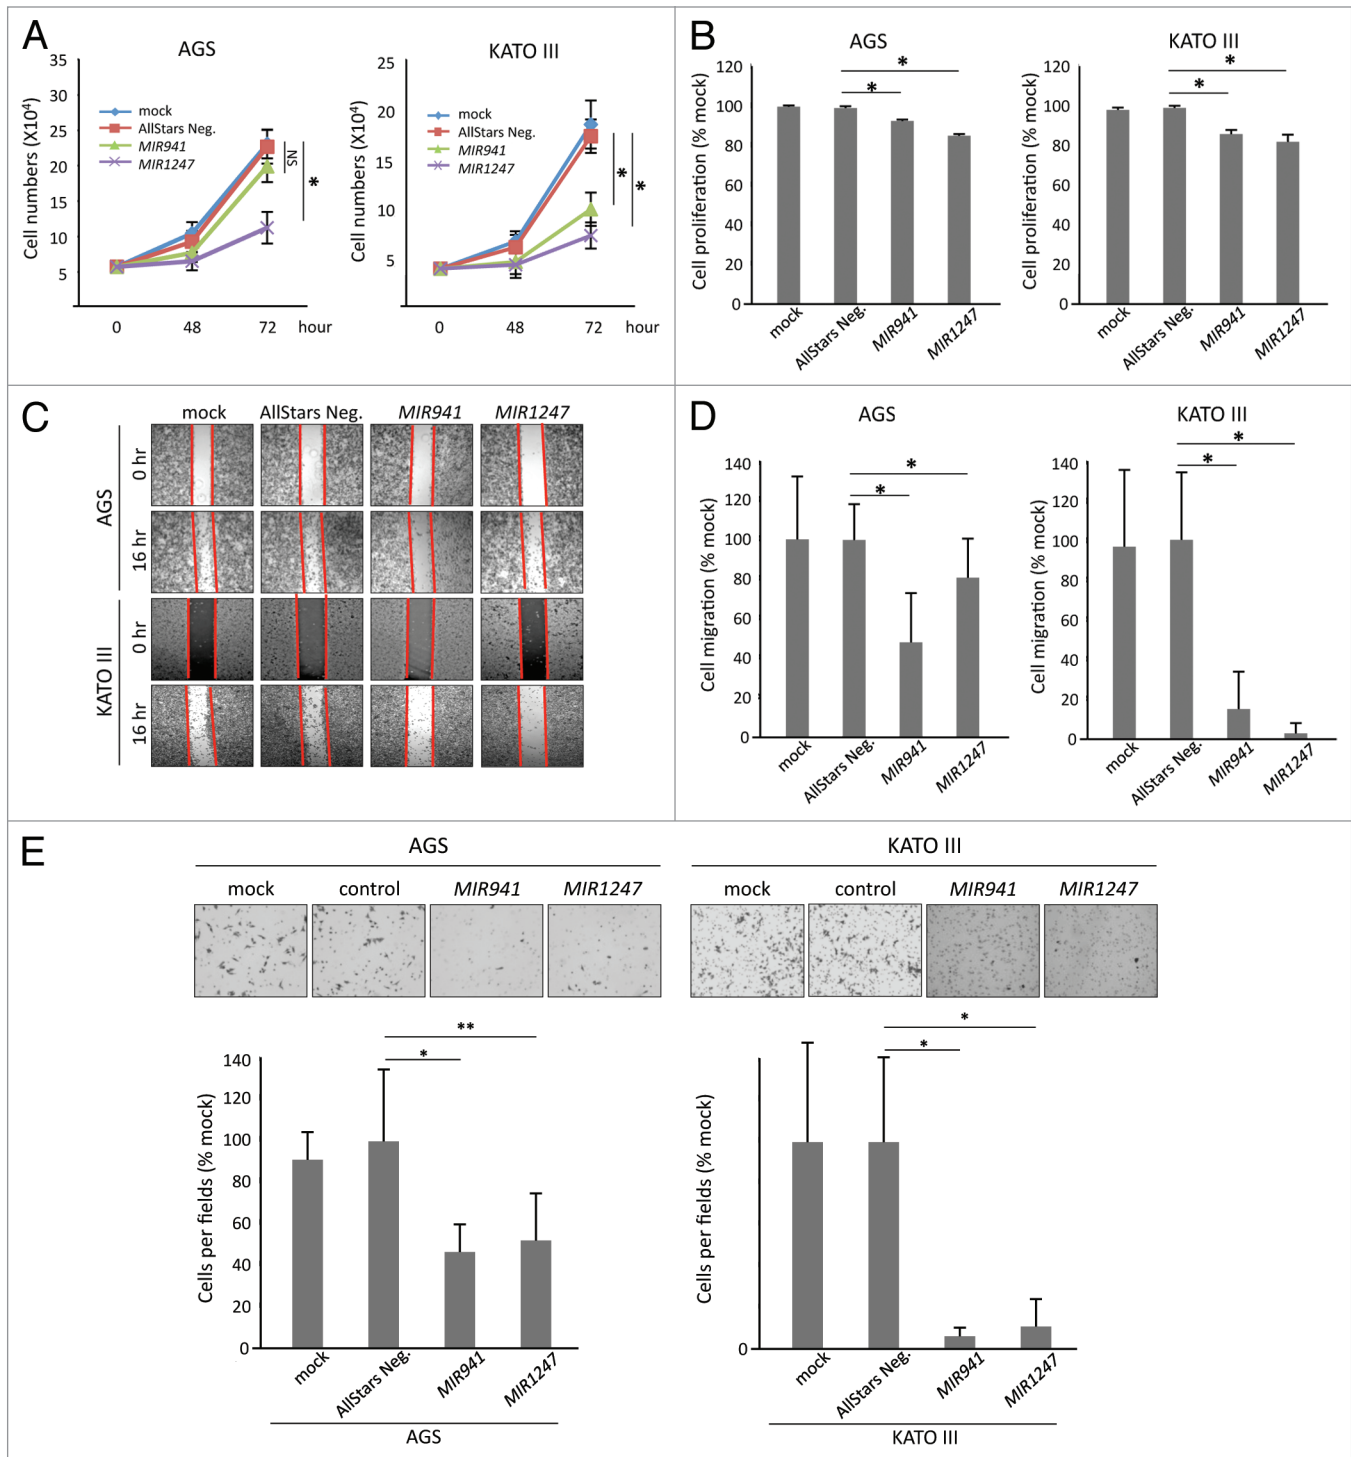 A
AGS
35
30
25
20
15
10
5
Cell numbers (X10⁴)
mock
AllStars Neg.
MIR941
MIR1247
NS
*
0 48 72 hour
KATO III
25
20
15
10
5
Cell numbers (X10⁴)
mock
AllStars Neg.
MIR941
MIR1247
* *
0 48 72 hour
B
AGS
120
100
80
60
40
20
0
Cell proliferation (% mock)
*
*
mock AllStars Neg. MIR941 MIR1247
KATO III
120
100
80
60
40
20
0
Cell proliferation (% mock)
*
*
mock AllStars Neg. MIR941 MIR1247
C
mock AllStars Neg. MIR941 MIR1247
AGS
0 hr
16 hr
KATO III
0 hr
16 hr
D
AGS
140
120
100
80
60
40
20
0
Cell migration (% mock)
*
*
mock AllStars Neg. MIR941 MIR1247
KATO III
140
120
100
80
60
40
20
0
Cell migration (% mock)
*
*
mock AllStars Neg. MIR941 MIR1247
E
AGS
mock control MIR941 MIR1247
KATO III
mock control MIR941 MIR1247
140
120
100
80
60
40
20
0
Cells per fields (% mock)
**
*
mock AllStars Neg. MIR941 MIR1247
AGS
0
Cells per fields (% mock)
*
*
mock AllStars Neg. MIR941 MIR1247
KATO III